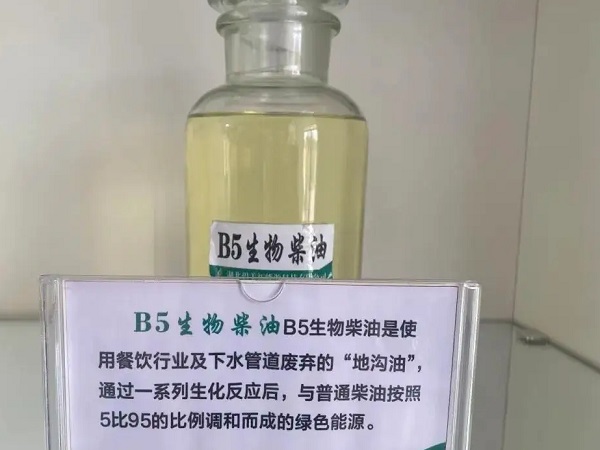 B5生物柴油
B5生物柴油B5生物柴油是使
用餐饮行业及下水管道废弃的“地沟油”，
通过一系列生化反应后，与普通柴油按照
5比95的比例调和而成的绿色能源。